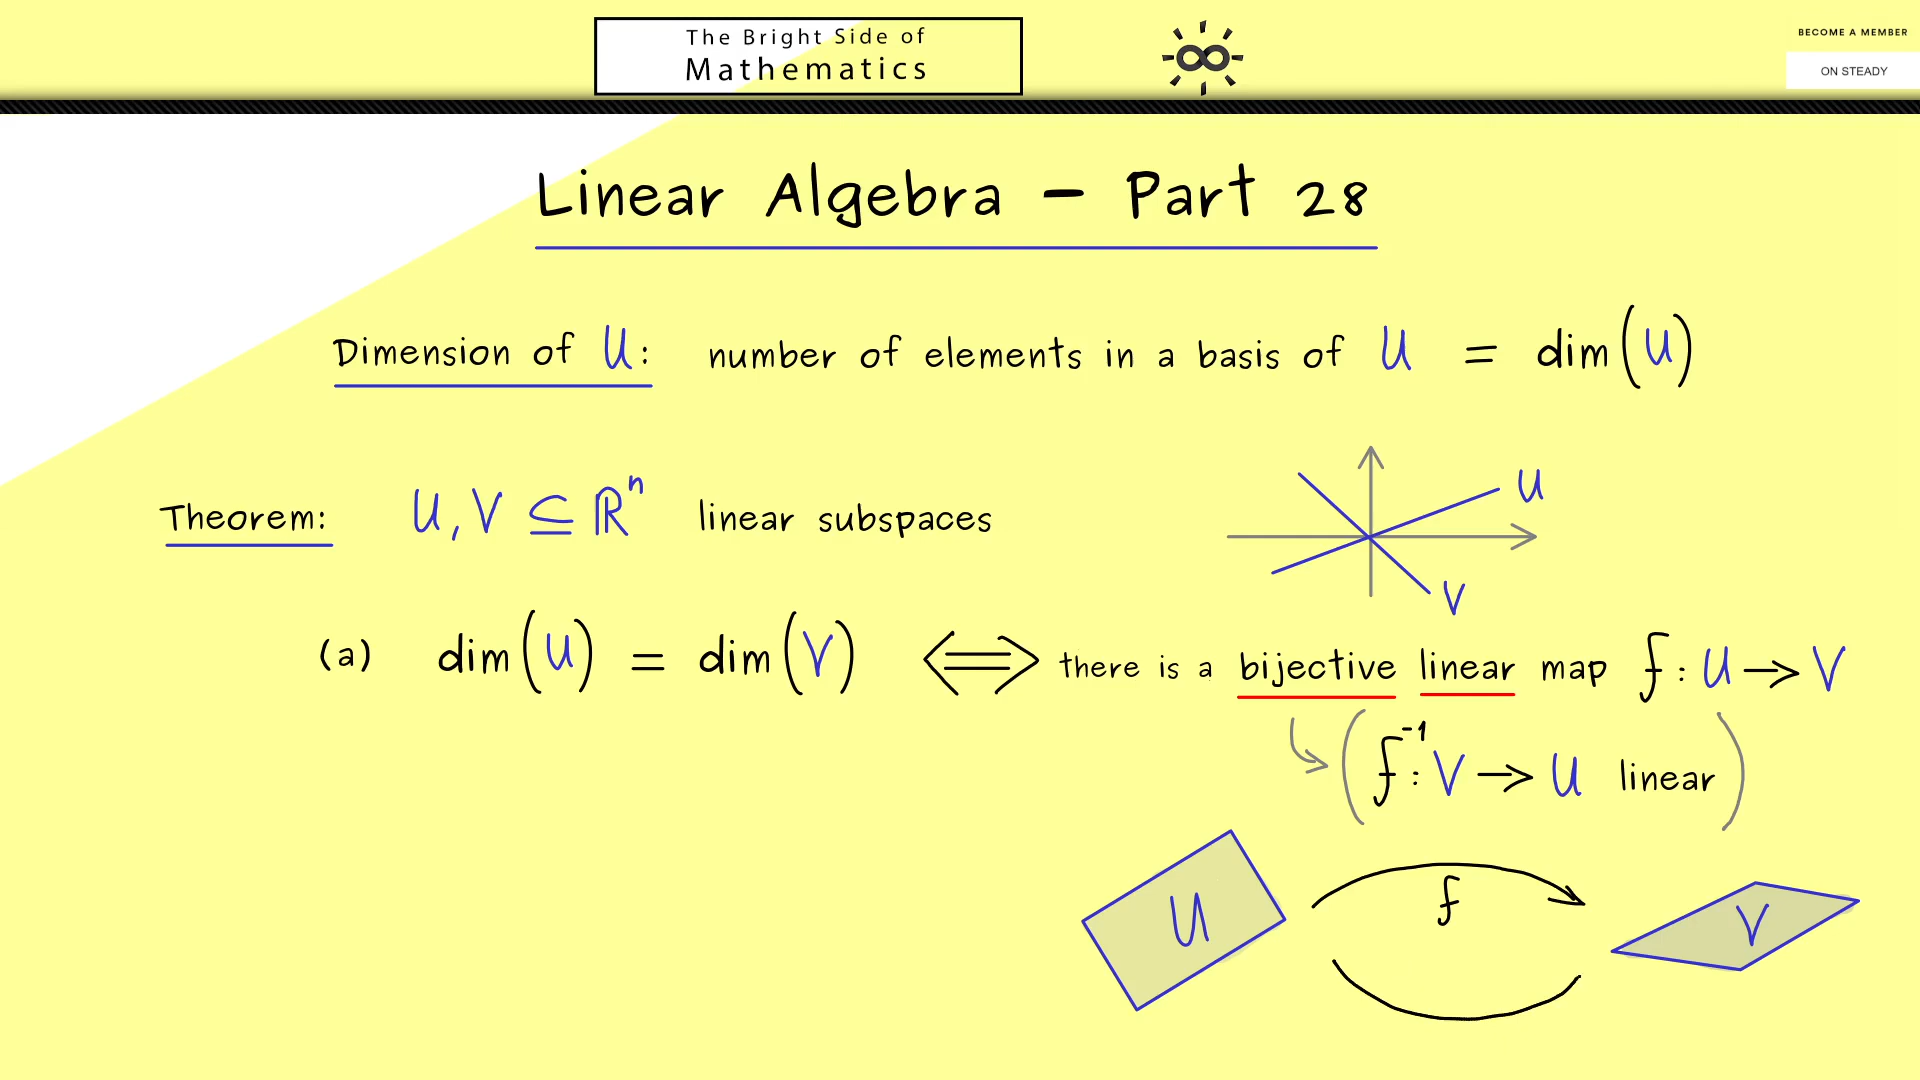 The Bright Side of
Mathematics
BECOME A MEMBER
ON STEADY
Linear Algebra – Part 28
Dimension of U: number of elements in a basis of U = dim(U)
Theorem: U, V ⊆ ℝⁿ linear subspaces
U
V
(a) dim(U) = dim(V) ⟺ there is a bijective linear map f: U → V
(f⁻¹: V → U linear)
U
f
V